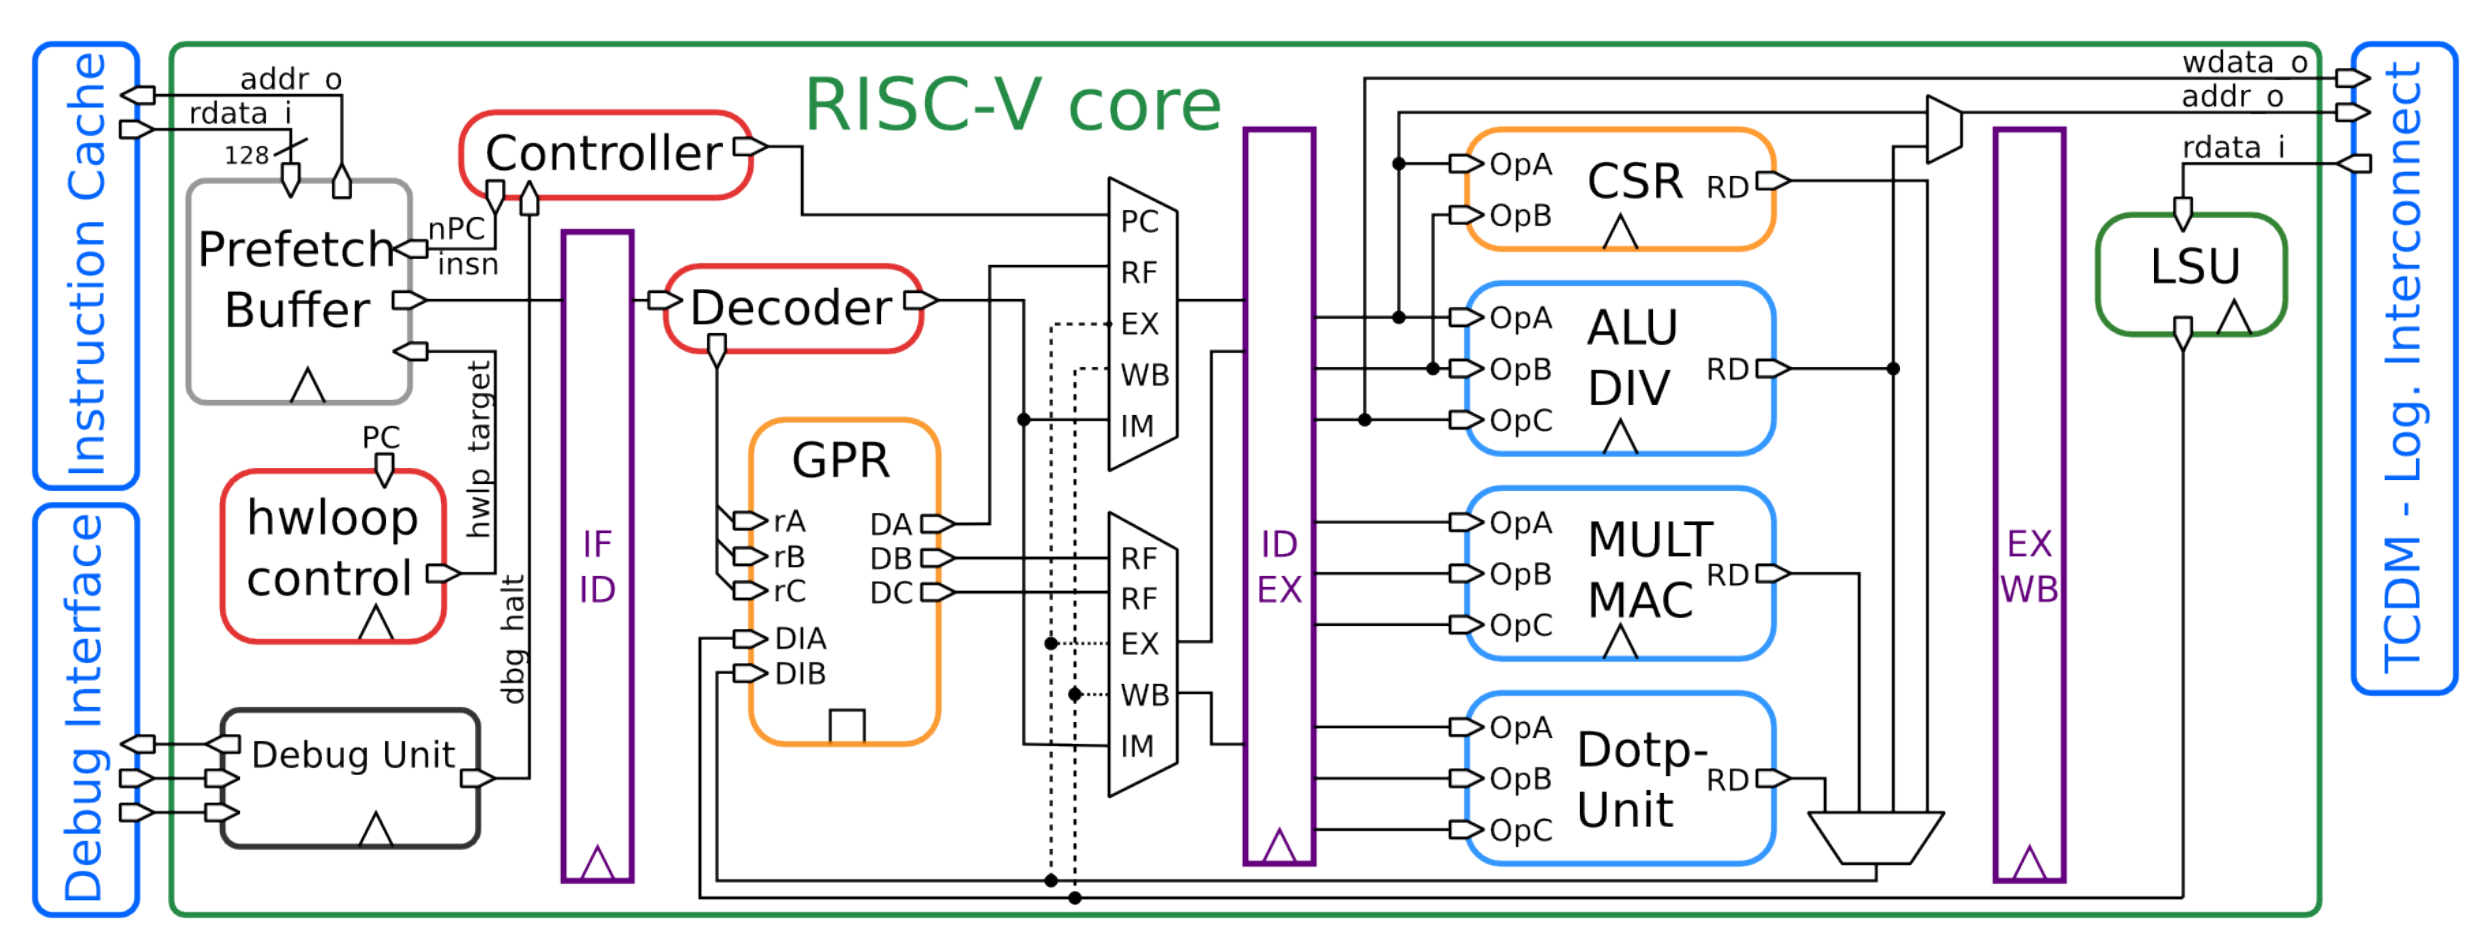 Instruction Cache
Debug Interface
RISC-V core
addr_o
rdata_i
128
Prefetch
Buffer
nPC
insn
Controller
PC
hwlp_target
hwloop
control
dbg_halt
Debug Unit
IF
ID
Decoder
GPR
rA
rB
rC
DIA
DIB
DA
DB
DC
PC
RF
EX
WB
IM
RF
RF
EX
WB
IM
ID
EX
OpA
OpB
CSR
RD
OpA
OpB
OpC
ALU
DIV
RD
OpA
OpB
OpC
MULT
MAC
RD
OpA
OpB
OpC
Dotp-
Unit
RD
EX
WB
wdata_o
addr_o
rdata_i
LSU
TCDM - Log. Interconnect